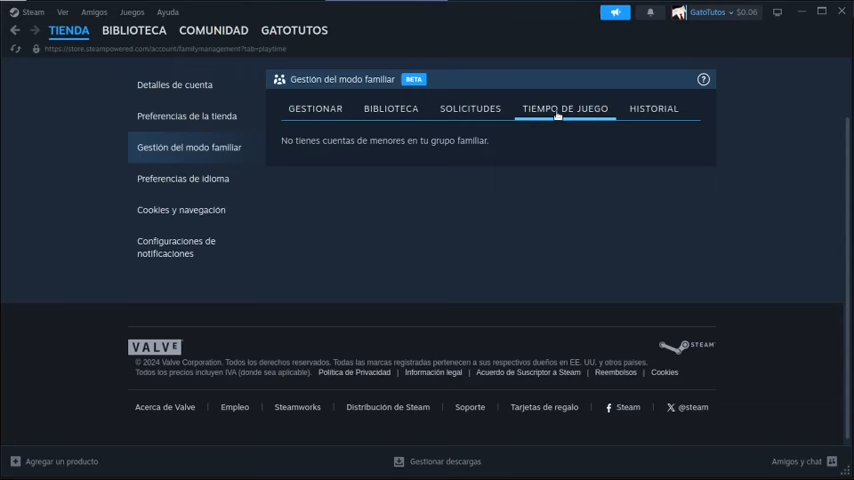 Steam Ver Amigos Juegos Ayuda GatoTutos $0.06
TIENDA BIBLIOTECA COMUNIDAD GATOTUTOS
https://store.steampowered.com/account/familymanagement?tab=playtime
Detalles de cuenta
Preferencias de la tienda
Gestión del modo familiar
Preferencias de idioma
Cookies y navegación
Configuraciones de
notificaciones
Gestión del modo familiar BETA ?
GESTIONAR BIBLIOTECA SOLICITUDES TIEMPO DE JUEGO HISTORIAL
No tienes cuentas de menores en tu grupo familiar.
VALVE STEAM
© 2024 Valve Corporation. Todos los derechos reservados. Todas las marcas registradas pertenecen a sus respectivos dueños en EE. UU. y otros países.
Todos los precios incluyen IVA (donde sea aplicable). Política de Privacidad | Información legal | Acuerdo de Suscriptor a Steam | Reembolsos | Cookies
Acerca de Valve | Empleo | Steamworks | Distribución de Steam | Soporte | Tarjetas de regalo | Steam | @steam
Agregar un producto Gestionar descargas Amigos y chat